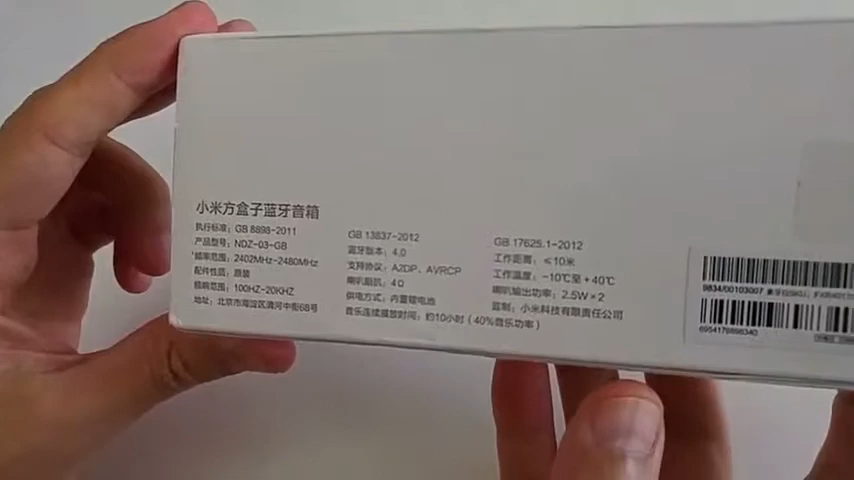 小米方盒子蓝牙音箱
执行标准: GB 8898-2011
产品型号: NDZ-03-GB
频率范围: 2402MHz-2480MHz
配件性质: 原装
频响范围: 100HZ-20KHZ
地址: 北京市海淀区清河中街68号
GB 13837-2012
蓝牙版本: 4.0
支持协议: A2DP、AVRCP
喇叭阻抗: 4Ω
供电方式: 内置锂电池
音乐连续播放时间: 约10小时 (40%音乐功率)
GB 17625.1-2012
工作距离: ≤10米
工作温度: -10℃至+40℃
喇叭输出功率: 2.5W×2
监制: 小米科技有限责任公司
9834/00103007
6954176898340